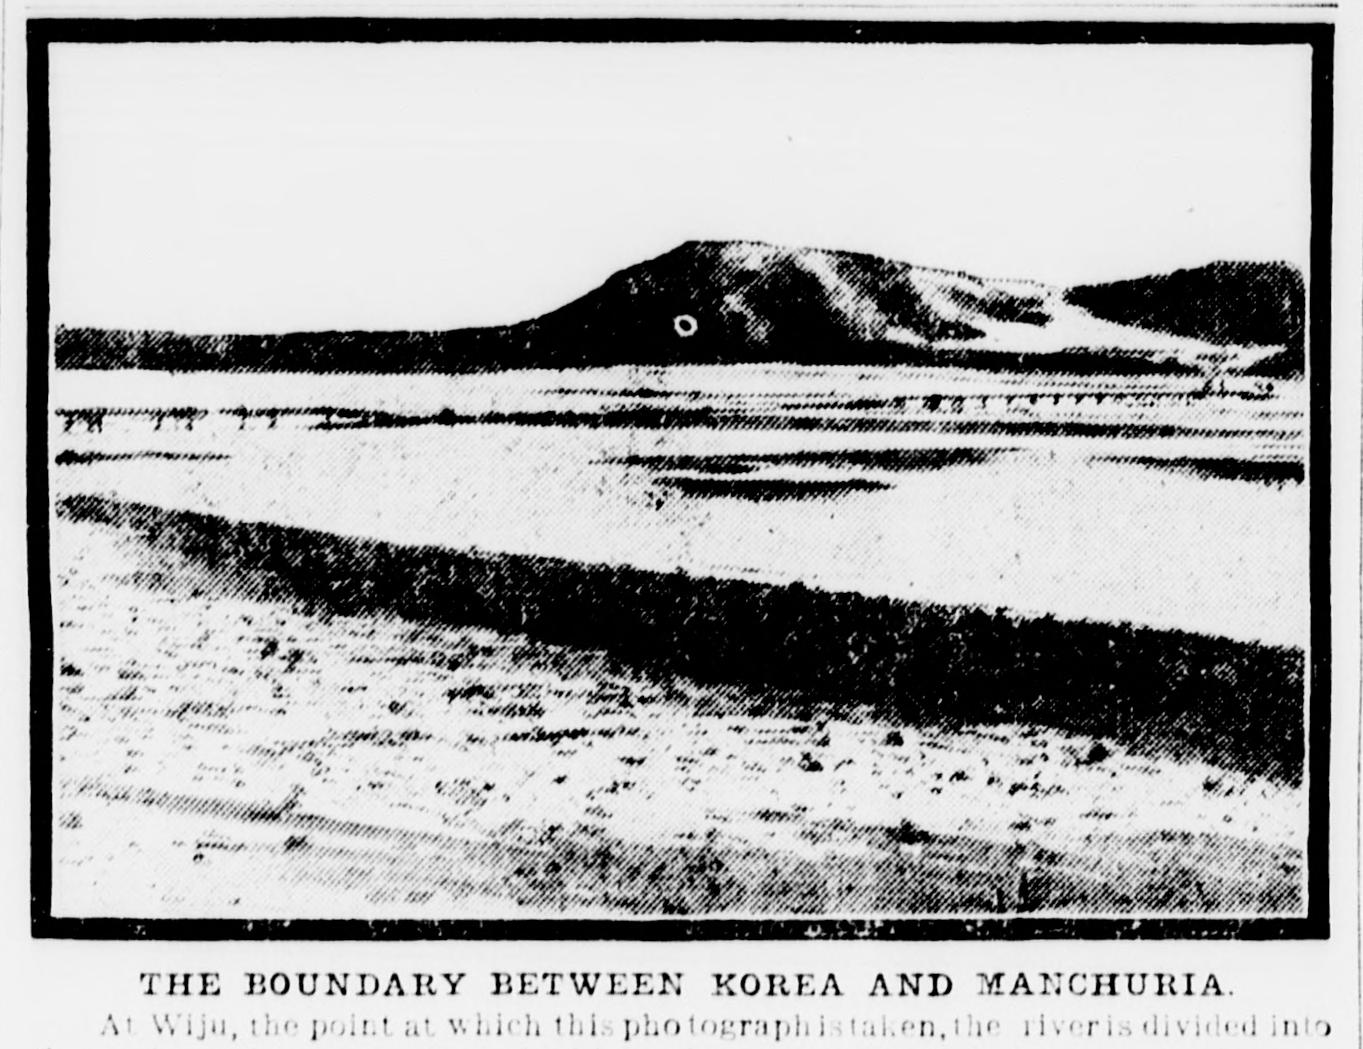 THE BOUNDARY BETWEEN KOREA AND MANCHURIA.
At Wiju, the point at which this photograph is taken, the river is divided into